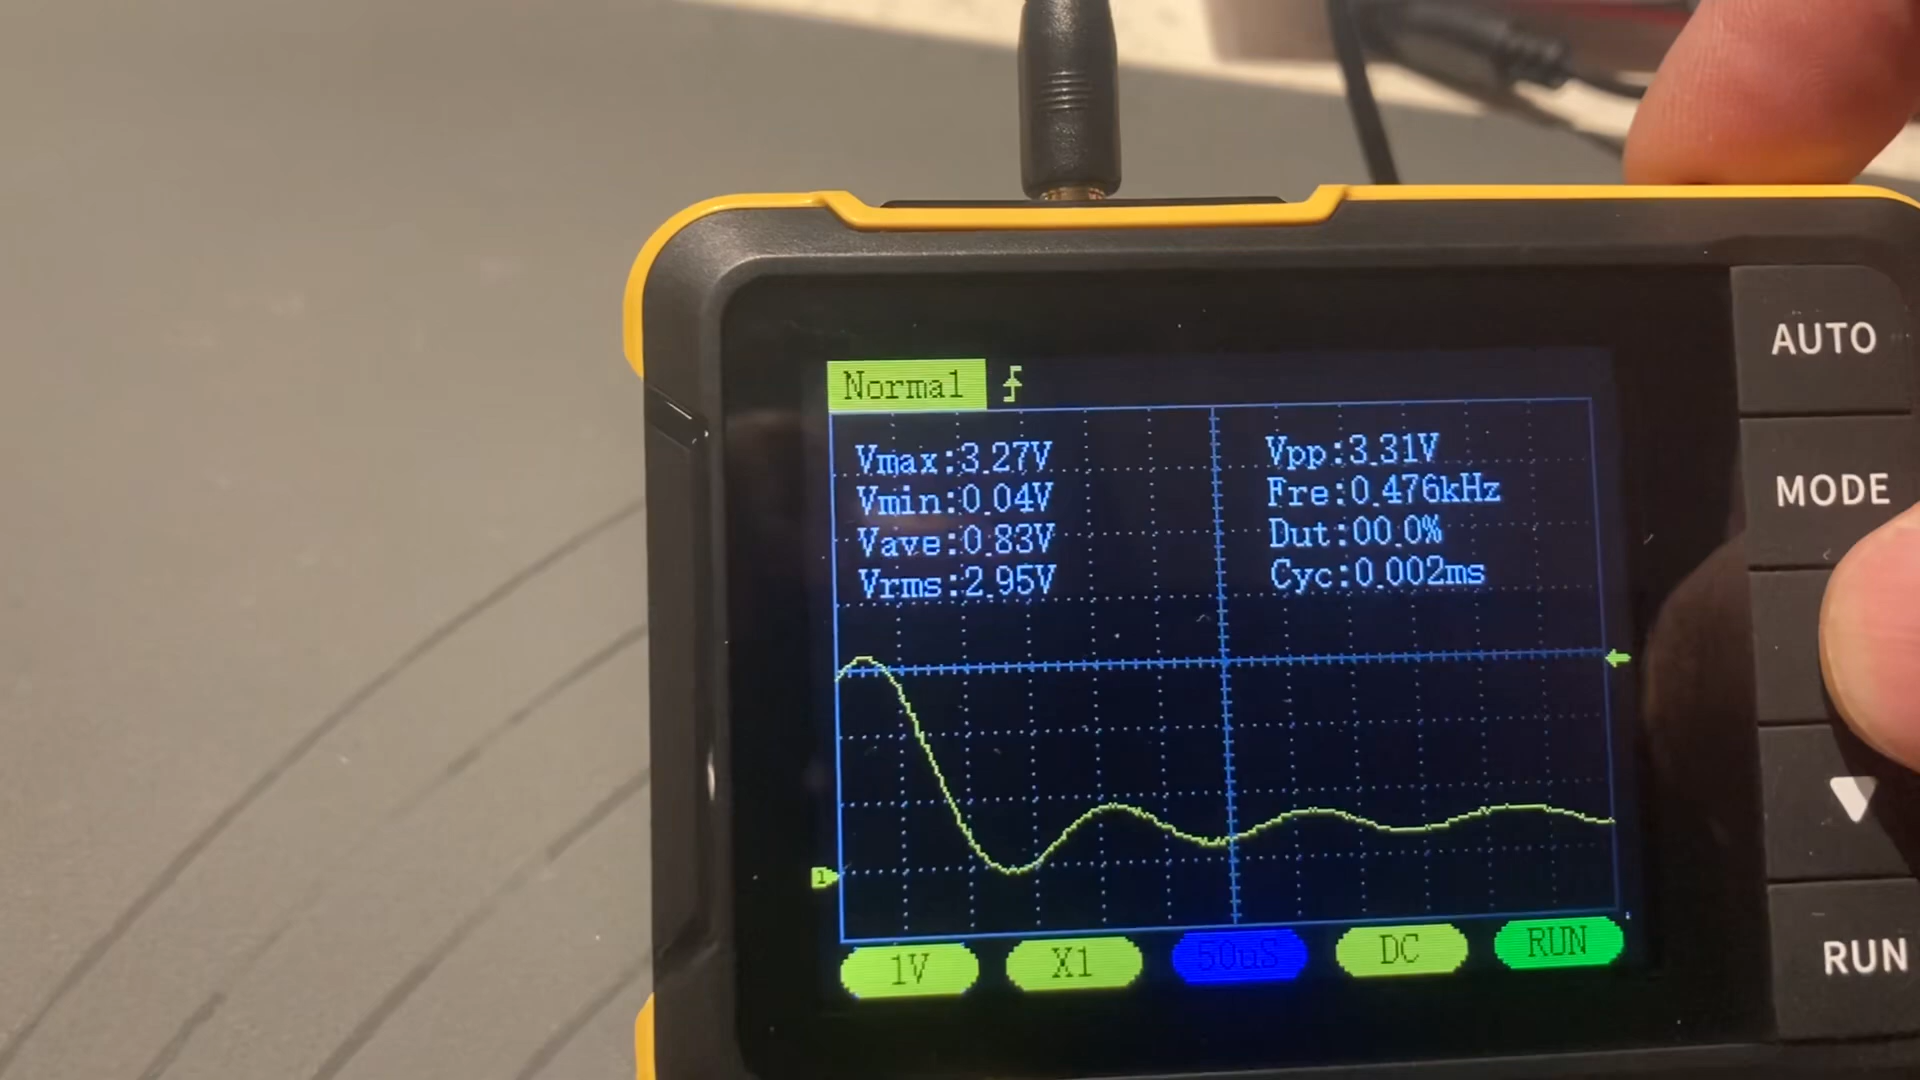 Normal
Vmax:3.27V
Vmin:0.04V
Vave:0.83V
Vrms:2.95V
Vpp:3.31V
Fre:0.476kHz
Dut:00.0%
Cyc:0.002ms
1
1V
X1
50uS
DC
RUN
AUTO
MODE
RUN